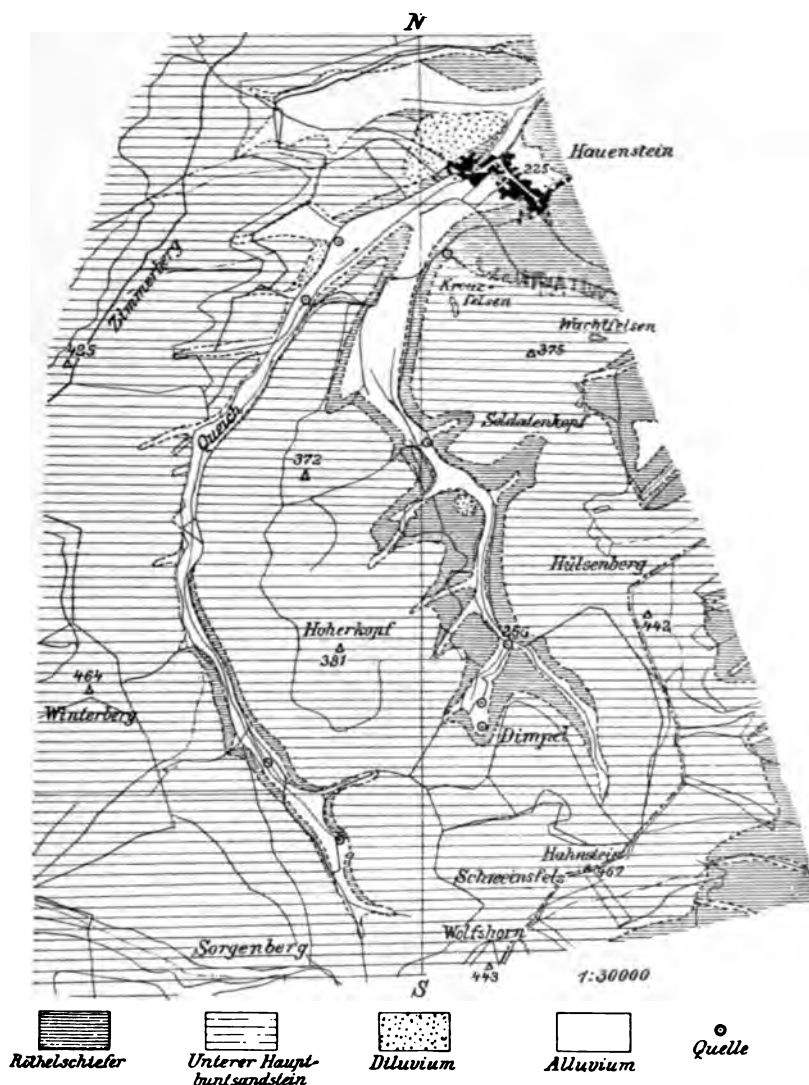 N
Hauenstein
225
Zimmerberg
Kreuz-
felsen
Wachtfelsen
425
375
Queich
Soldatenkopf
372
Hülsenberg
442
Hoherkopf
381
256
464
Winterberg
Dimpel
Hahnstein
467
Schweinsfels
Wolfshorn
443
Sorgenberg
S
1:30000
Röthelschiefer
Unterer Haupt-
buntsandstein
Diluvium
Alluvium
Quelle